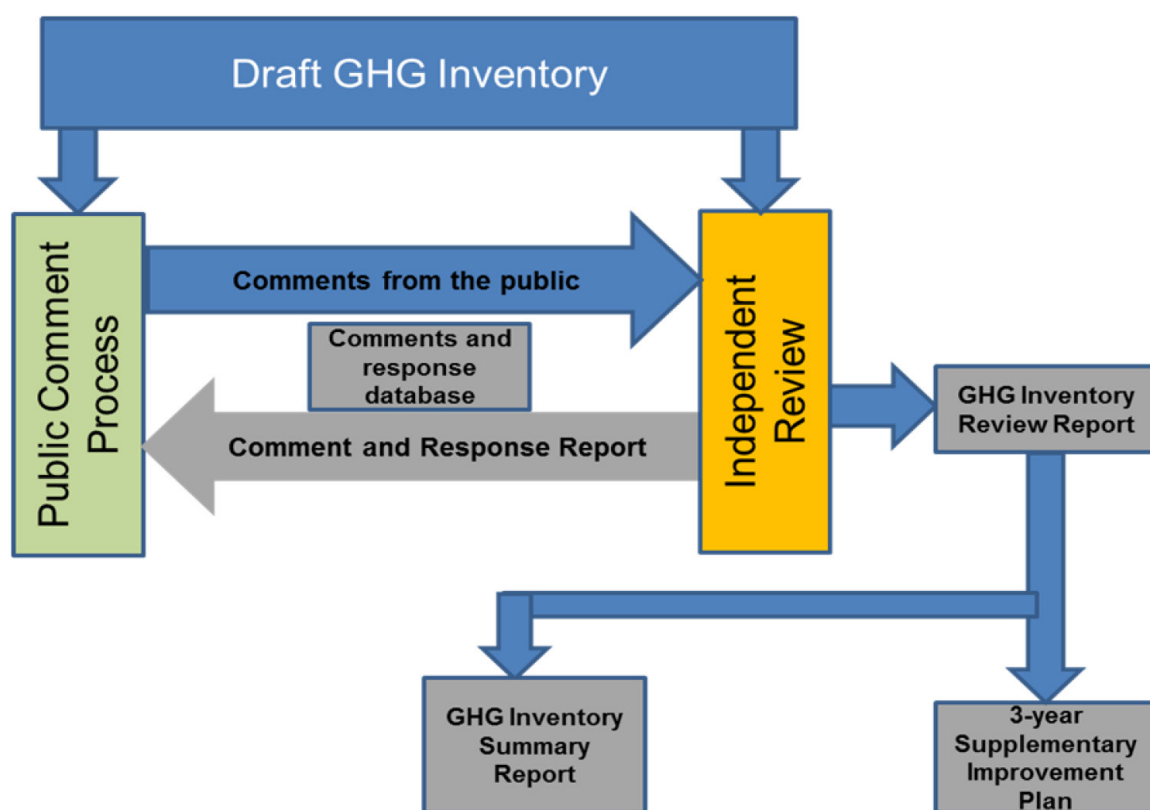 Draft GHG Inventory
Public Comment
Process
Comments from the public
Comments and
response
database
Comment and Response Report
Independent
Review
GHG Inventory
Review Report
GHG Inventory
Summary
Report
3-year
Supplementary
Improvement
Plan